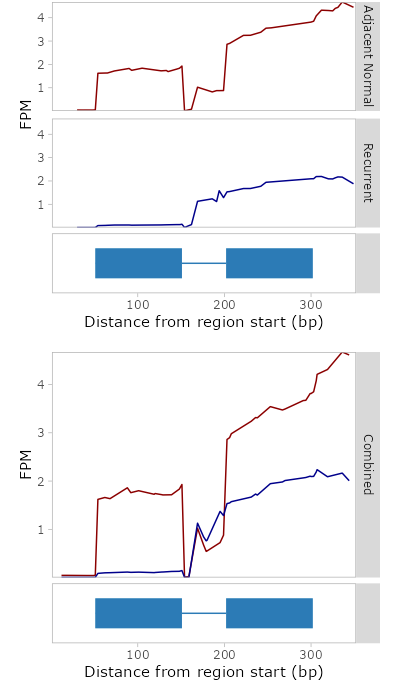 4
3
2
1
Adjacent Normal
FPM
4
3
2
1
Recurrent
100
200
300
Distance from region start (bp)
4
3
2
1
FPM
Combined
100
200
300
Distance from region start (bp)